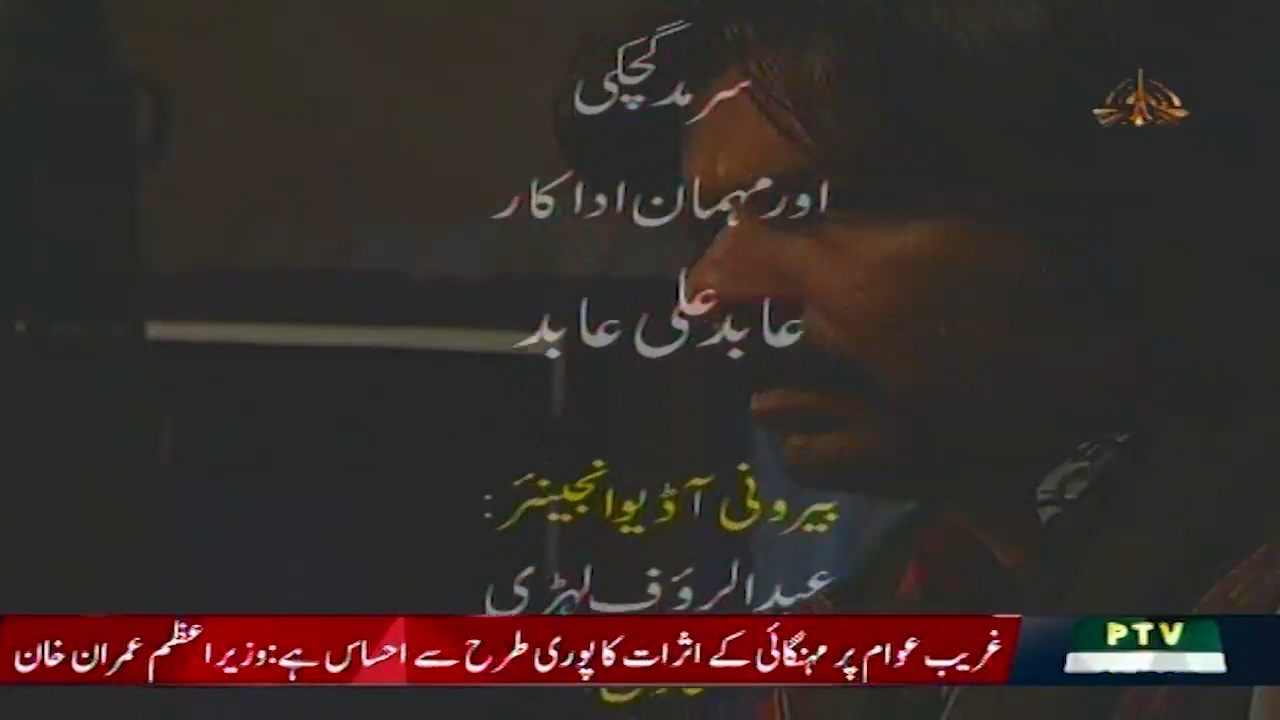 سرمد گچکی
اور مہمان اداکار
عابد علی عابد
بیرونی آڈیو انجینئر:
عبدالرؤف لہڑی
غریب عوام پر مہنگائی کے اثرات کا پوری طرح سے احساس ہے: وزیراعظم عمران خان
PTV